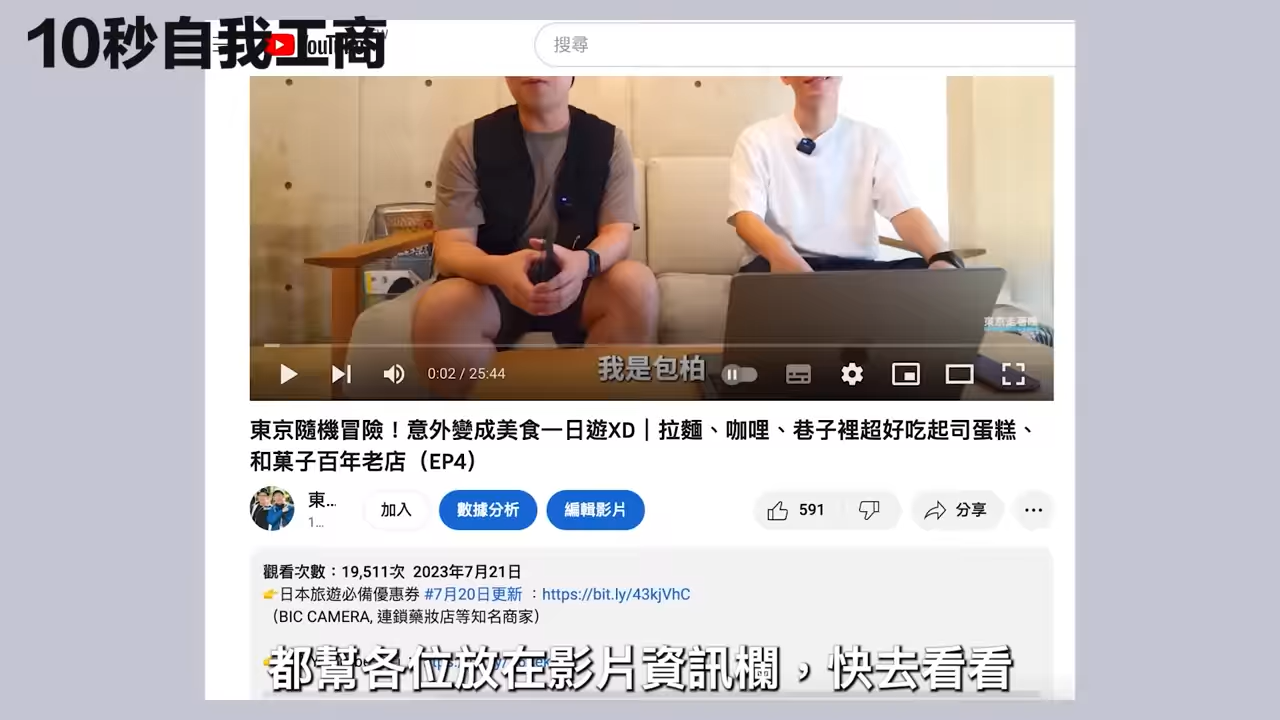 10秒自我工商
YouTube
搜尋
東京走著瞧
0:02 / 25:44
我是包柏
東京隨機冒險！意外變成美食一日遊XD｜拉麵、咖哩、巷子裡超好吃起司蛋糕、
和菓子百年老店（EP4）
東...
1...
加入
數據分析
編輯影片
591
分享
觀看次數：19,511次 2023年7月21日
👉日本旅遊必備優惠券 #7月20日更新 ：https://bit.ly/43kjVhC
（BIC CAMERA, 連鎖藥妝店等知名商家）
都幫各位放在影片資訊欄，快去看看